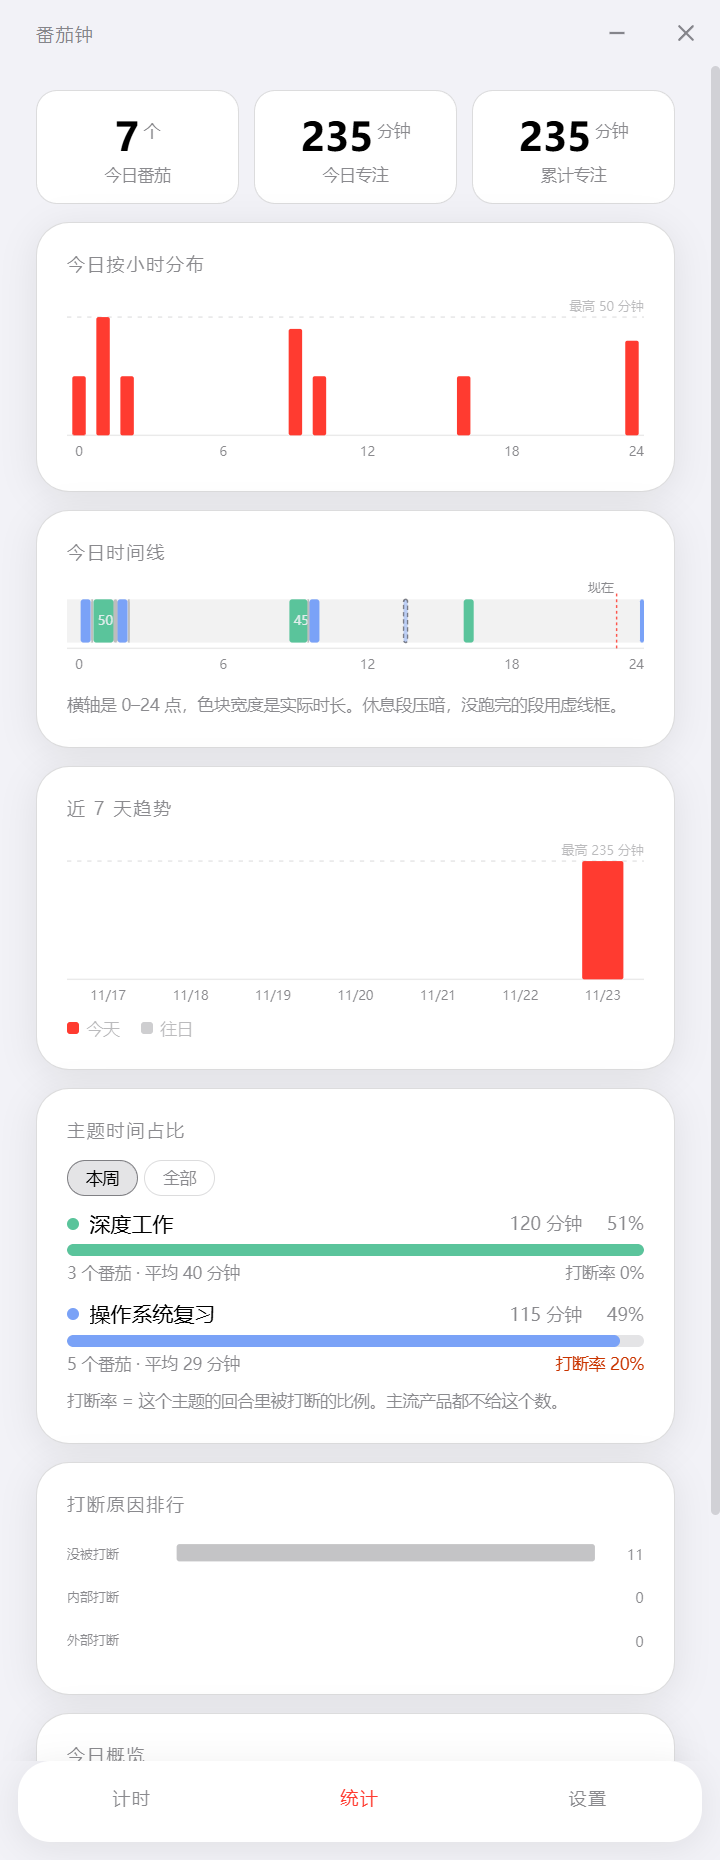 番茄钟
7 个
今日番茄
235 分钟
今日专注
235 分钟
累计专注
今日按小时分布
最高 50 分钟
0 6 12 18 24
今日时间线
现在
50 45
0 6 12 18 24
横轴是 0–24 点，色块宽度是实际时长。休息段压暗，没跑完的段用虚线框。
近 7 天趋势
最高 235 分钟
11/17 11/18 11/19 11/20 11/21 11/22 11/23
今天 往日
主题时间占比
本周 全部
深度工作 120 分钟 51%
3 个番茄 · 平均 40 分钟 打断率 0%
操作系统复习 115 分钟 49%
5 个番茄 · 平均 29 分钟 打断率 20%
打断率 = 这个主题的回合里被打断的比例。主流产品都不给这个数。
打断原因排行
没被打断 11
内部打断 0
外部打断 0
今日概览
计时 统计 设置